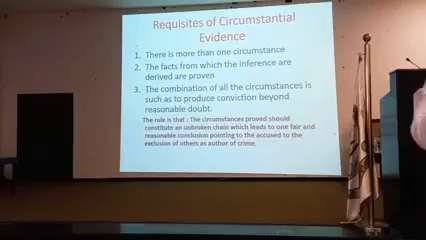 Requisites of Circumstantial
Evidence
1. There is more than one circumstance
2. The facts from which the inference are
derived are proven
3. The combination of all the circumstances is
such as to produce conviction beyond
reasonable doubt.
The rule is that : The circumstances proved should
constitute an unbroken chain which leads to one fair and
reasonable conclusion pointing to the accused to the
exclusion of others as author of crime.